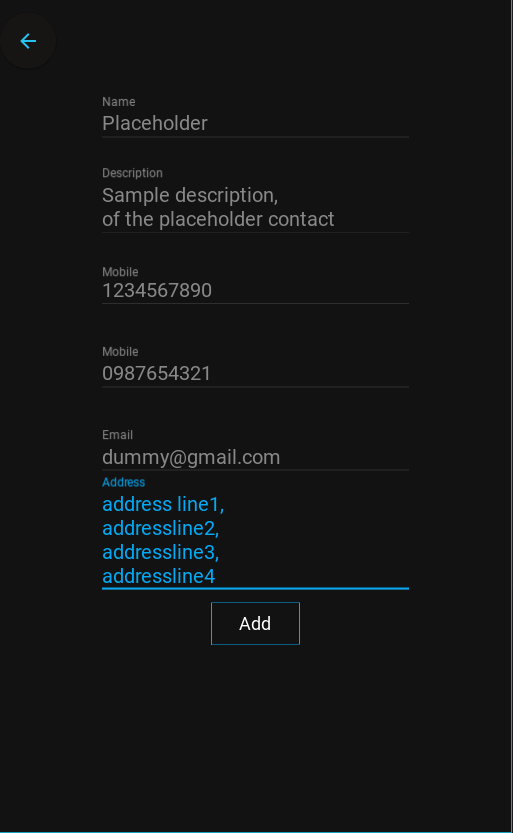 Name
Placeholder
Description
Sample description,
of the placeholder contact
Mobile
1234567890
Mobile
0987654321
Email
dummy@gmail.com
Address
address line1,
addressline2,
addressline3,
addressline4
Add